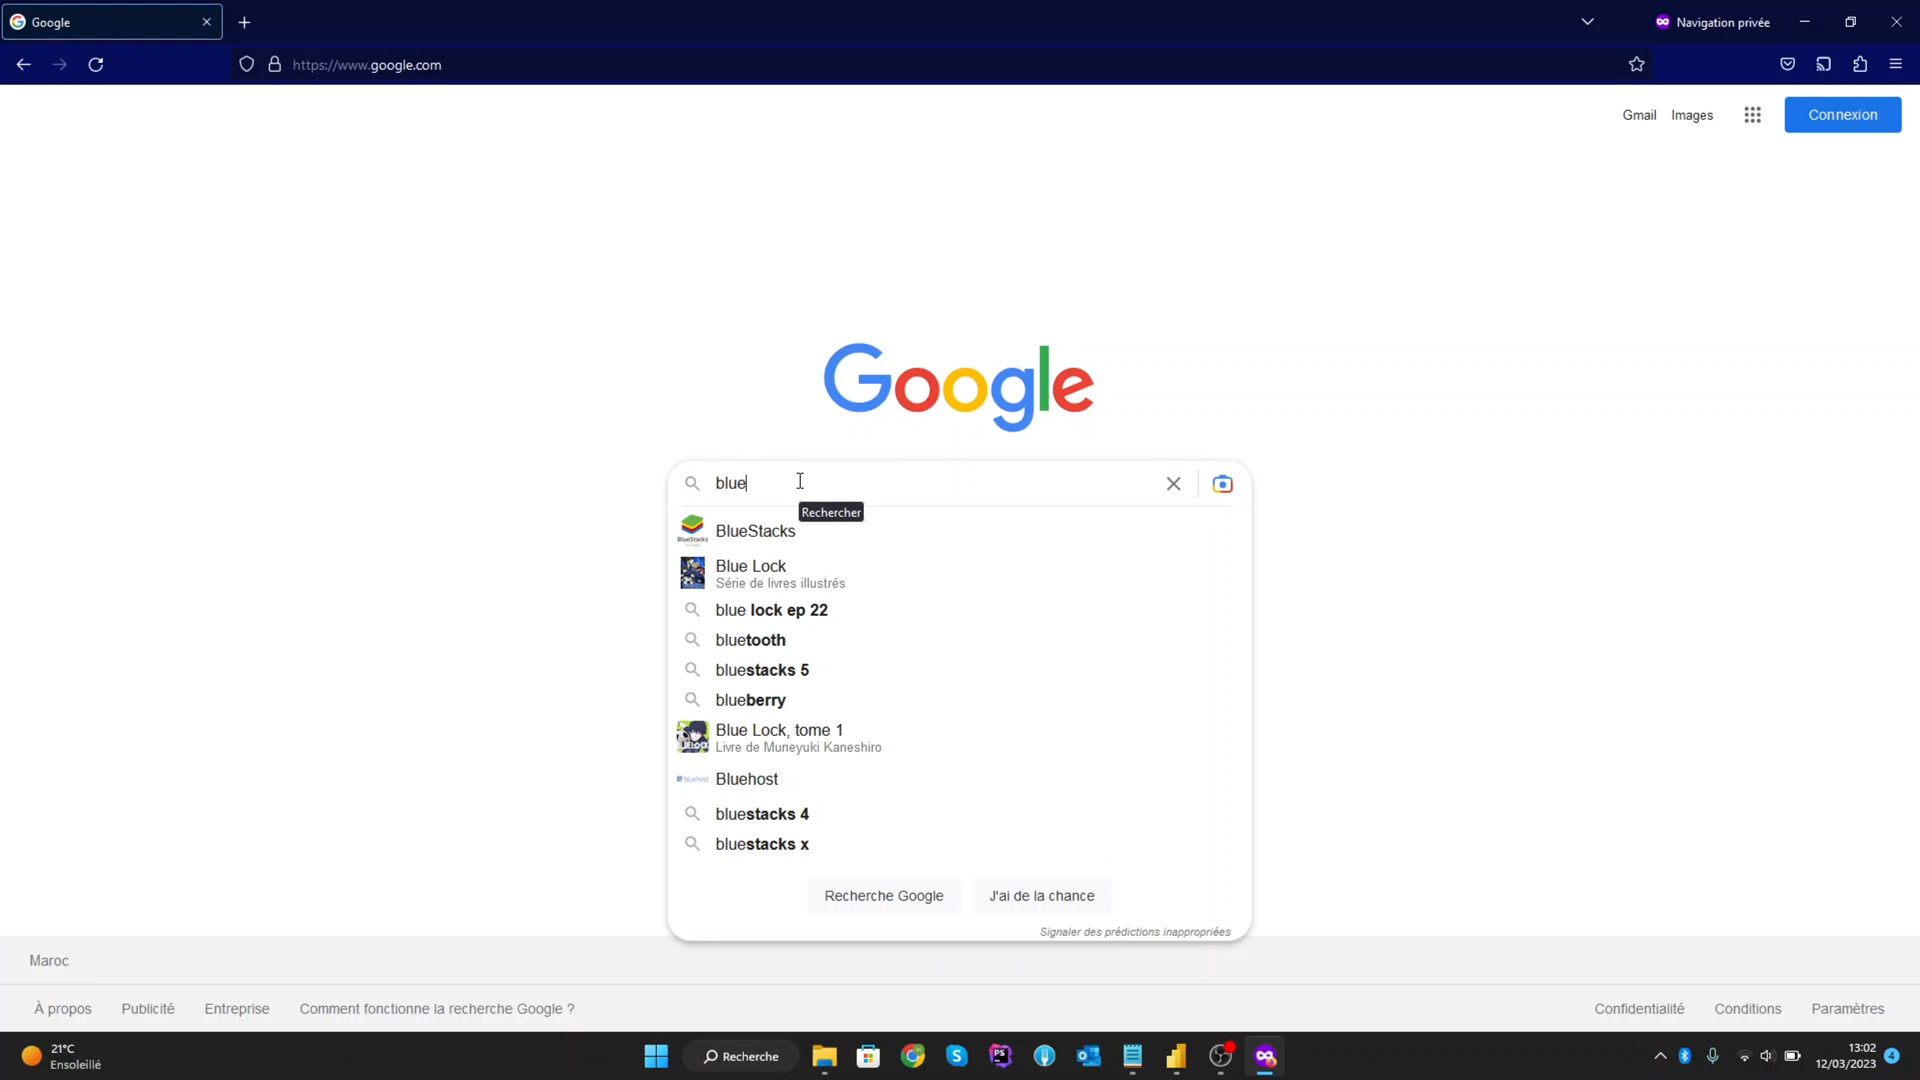 Google
Navigation privée
https://www.google.com
Gmail
Images
Connexion
Google
blue
Rechercher
BlueStacks
Blue Lock
Série de livres illustrés
blue lock ep 22
bluetooth
bluestacks 5
blueberry
Blue Lock, tome 1
Livre de Muneyuki Kaneshiro
bluehost
Bluehost
bluestacks 4
bluestacks x
Recherche Google
J'ai de la chance
Signaler des prédictions inappropriées
Maroc
À propos
Publicité
Entreprise
Comment fonctionne la recherche Google ?
Confidentialité
Conditions
Paramètres
21°C
Ensoleillé
Recherche
PS
13:02
12/03/2023
4